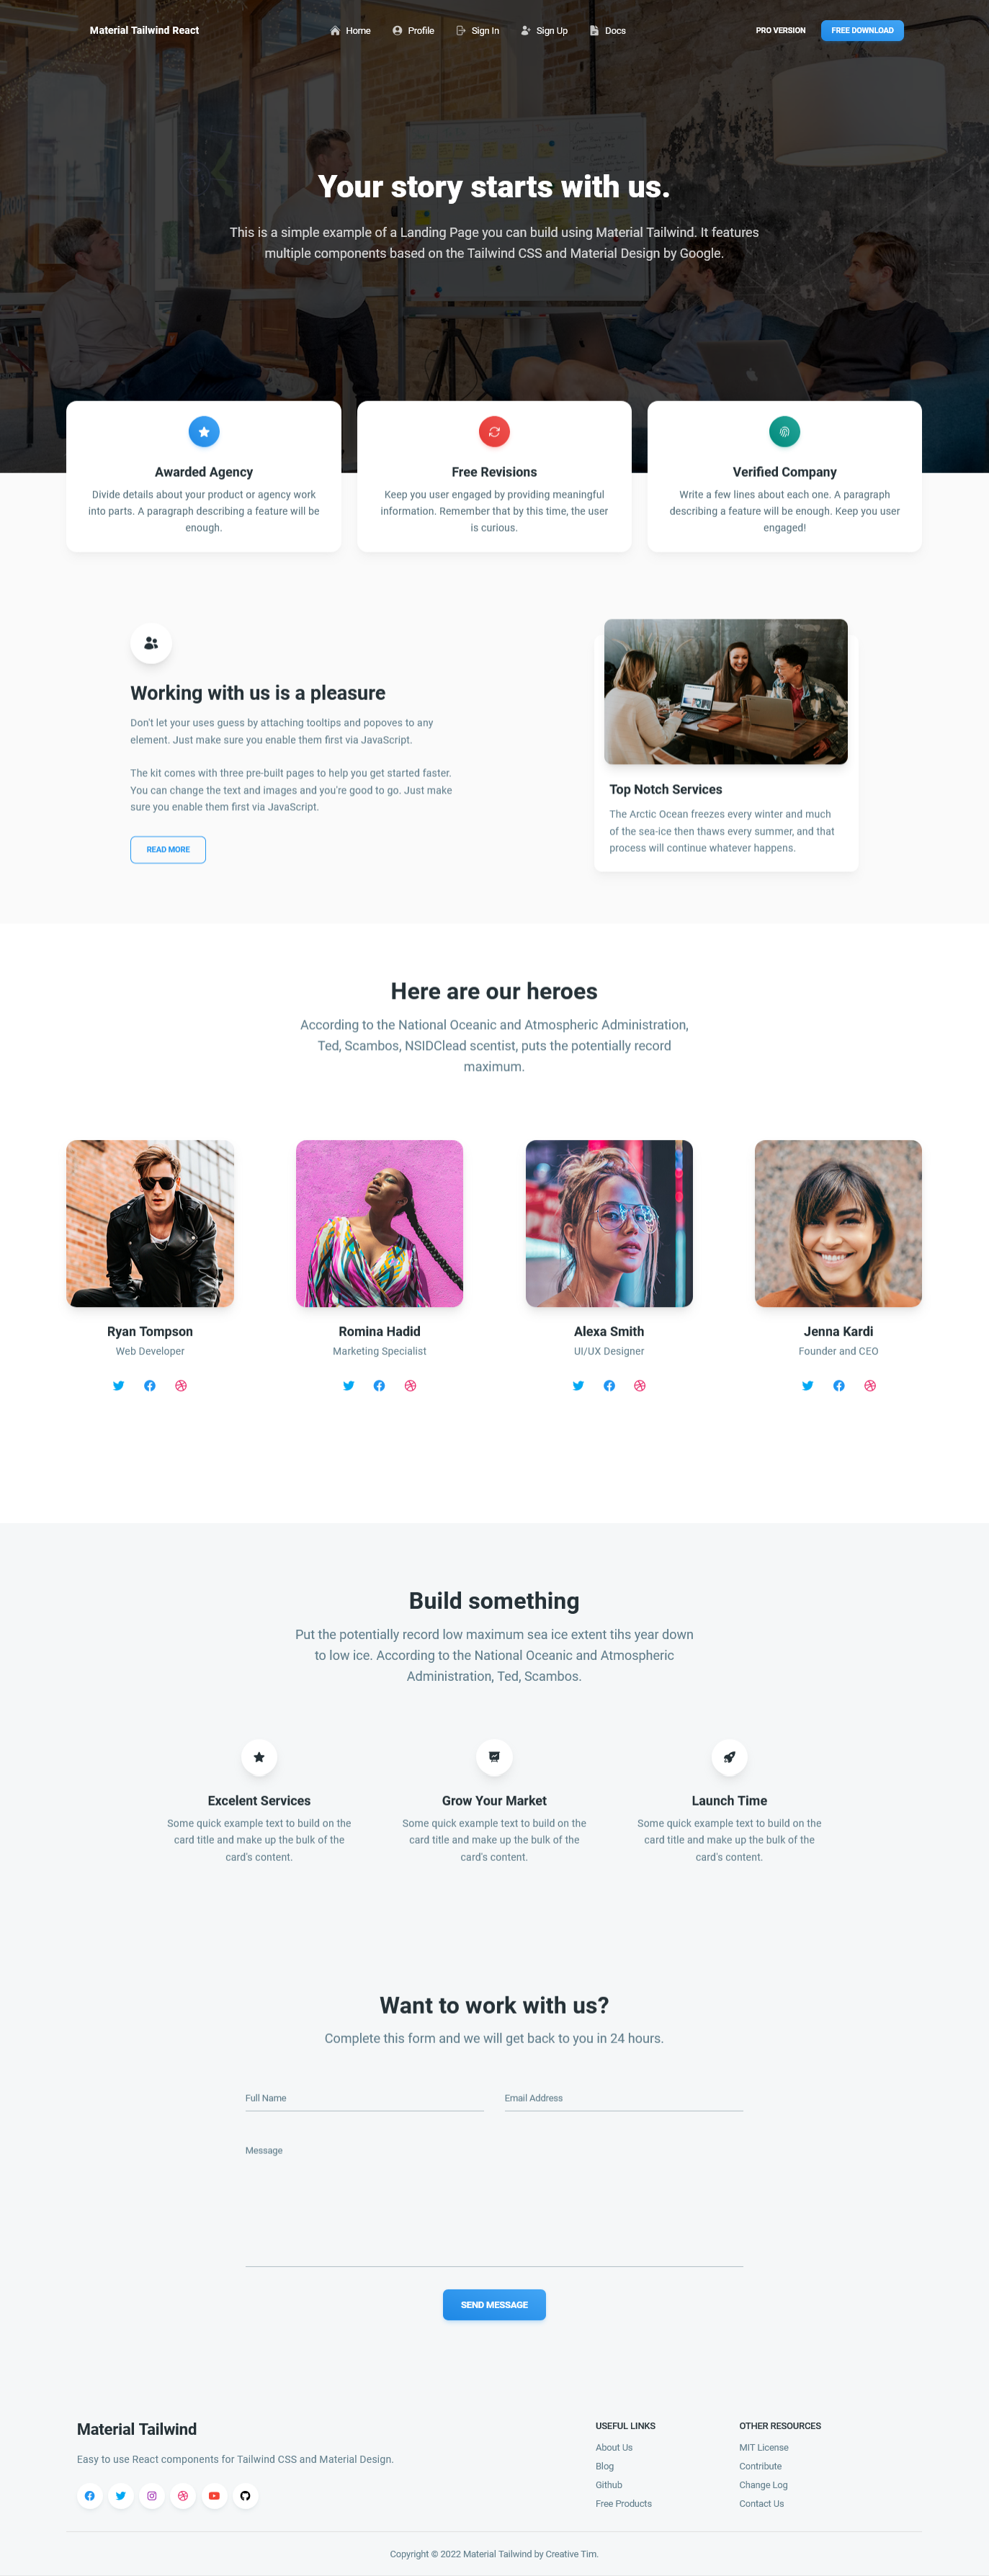 Material Tailwind React
Home
Profile
Sign In
Sign Up
Docs
PRO VERSION
FREE DOWNLOAD
Your story starts with us.
This is a simple example of a Landing Page you can build using Material Tailwind. It features
multiple components based on the Tailwind CSS and Material Design by Google.
Awarded Agency
Divide details about your product or agency work
into parts. A paragraph describing a feature will be
enough.
Free Revisions
Keep you user engaged by providing meaningful
information. Remember that by this time, the user
is curious.
Verified Company
Write a few lines about each one. A paragraph
describing a feature will be enough. Keep you user
engaged!
Working with us is a pleasure
Don't let your uses guess by attaching tooltips and popoves to any
element. Just make sure you enable them first via JavaScript.
The kit comes with three pre-built pages to help you get started faster.
You can change the text and images and you're good to go. Just make
sure you enable them first via JavaScript.
READ MORE
Top Notch Services
The Arctic Ocean freezes every winter and much
of the sea-ice then thaws every summer, and that
process will continue whatever happens.
Here are our heroes
According to the National Oceanic and Atmospheric Administration,
Ted, Scambos, NSIDClead scentist, puts the potentially record
maximum.
Ryan Tompson
Web Developer
Romina Hadid
Marketing Specialist
Alexa Smith
UI/UX Designer
Jenna Kardi
Founder and CEO
Build something
Put the potentially record low maximum sea ice extent tihs year down
to low ice. According to the National Oceanic and Atmospheric
Administration, Ted, Scambos.
Excelent Services
Some quick example text to build on the
card title and make up the bulk of the
card's content.
Grow Your Market
Some quick example text to build on the
card title and make up the bulk of the
card's content.
Launch Time
Some quick example text to build on the
card title and make up the bulk of the
card's content.
Want to work with us?
Complete this form and we will get back to you in 24 hours.
Full Name
Email Address
Message
SEND MESSAGE
Material Tailwind
Easy to use React components for Tailwind CSS and Material Design.
USEFUL LINKS
About Us
Blog
Github
Free Products
OTHER RESOURCES
MIT License
Contribute
Change Log
Contact Us
Copyright © 2022 Material Tailwind by Creative Tim.